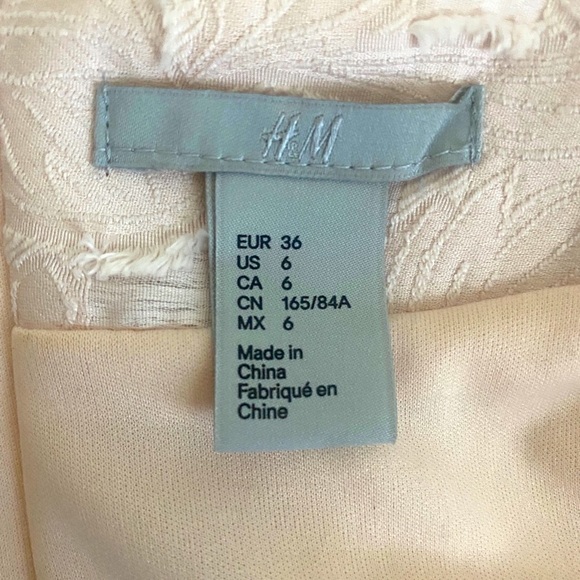 H&M
EUR 36
US 6
CA 6
CN 165/84A
MX 6
Made in
China
Fabriqué en
Chine